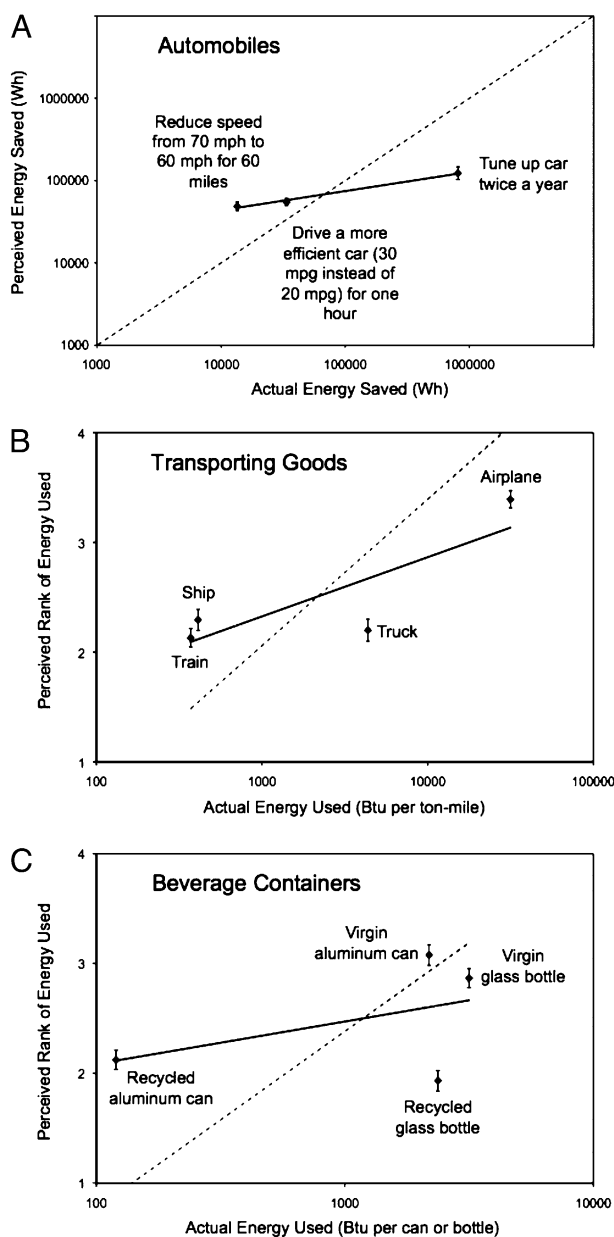 A
Automobiles
Perceived Energy Saved (Wh)
1000000
100000
10000
1000
Reduce speed
from 70 mph to
60 mph for 60
miles
Tune up car
twice a year
Drive a more
efficient car (30
mpg instead of
20 mpg) for one
hour
1000
10000
100000
1000000
Actual Energy Saved (Wh)
B
Transporting Goods
Perceived Rank of Energy Used
4
3
2
1
Airplane
Ship
Train
Truck
100
1000
10000
100000
Actual Energy Used (Btu per ton-mile)
C
Beverage Containers
Perceived Rank of Energy Used
4
3
2
1
Virgin
aluminum can
Virgin
glass bottle
Recycled
aluminum can
Recycled
glass bottle
100
1000
10000
Actual Energy Used (Btu per can or bottle)